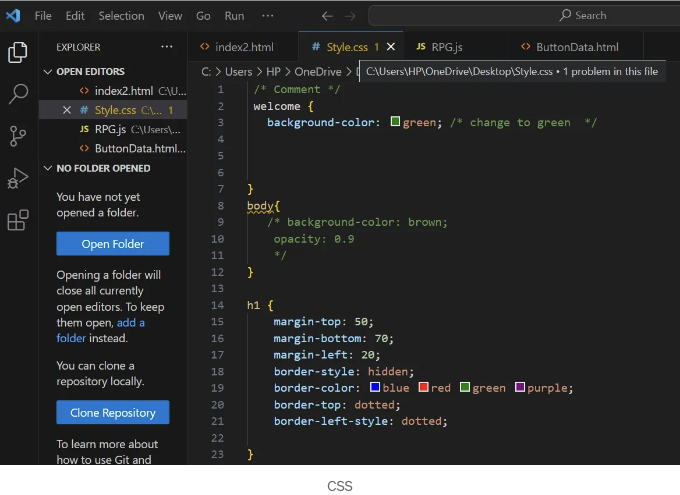 File Edit Selection View Go Run ··· Search
EXPLORER ···
OPEN EDITORS
index2.html C:\U...
Style.css C:\... 1
RPG.js C:\Users\...
ButtonData.html...
NO FOLDER OPENED
You have not yet
opened a folder.
Open Folder
Opening a folder will
close all currently
open editors. To keep
them open, add a
folder instead.
You can clone a
repository locally.
Clone Repository
To learn more about
how to use Git and
index2.html # Style.css 1 JS RPG.js ButtonData.html
C: > Users > HP > OneDrive >
C:\Users\HP\OneDrive\Desktop\Style.css • 1 problem in this file
1 /* Comment */
2 welcome {
3 background-color: green; /* change to green */
4
5
6
7 }
8 body{
9 /* background-color: brown;
10 opacity: 0.9
11 */
12 }
13
14 h1 {
15 margin-top: 50;
16 margin-bottom: 70;
17 margin-left: 20;
18 border-style: hidden;
19 border-color: blue red green purple;
20 border-top: dotted;
21 border-left-style: dotted;
22
23 }
CSS